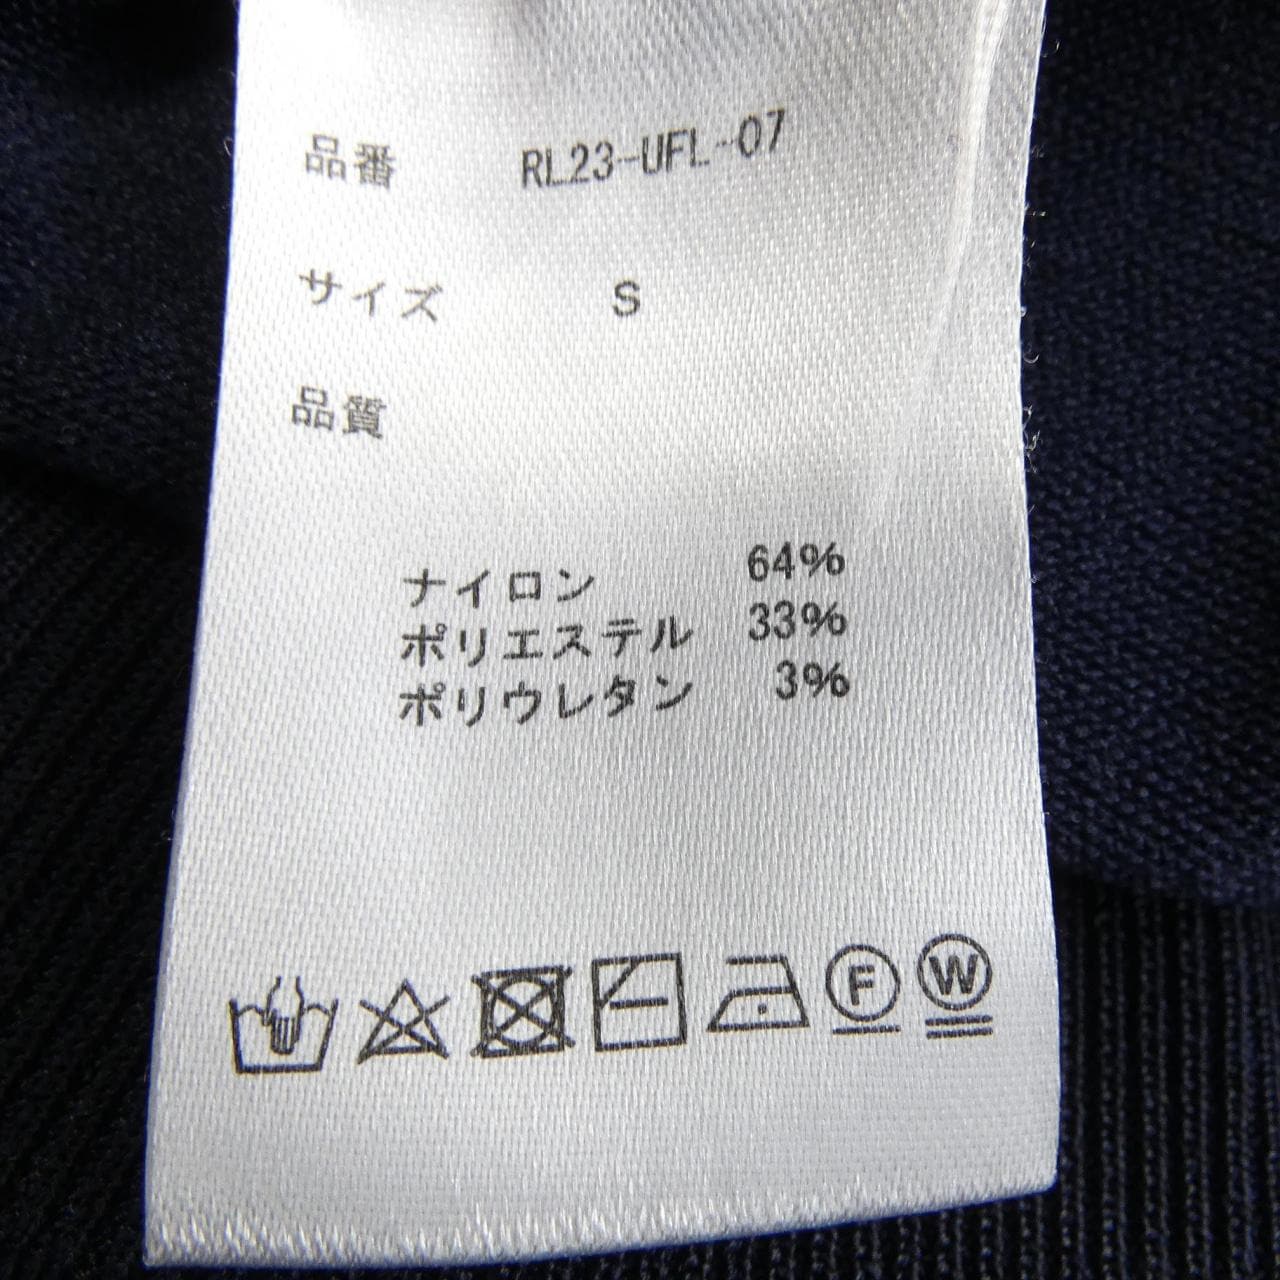 品番 RL23-UFL-07
サイズ S
品質
ナイロン 64%
ポリエステル 33%
ポリウレタン 3%
F W